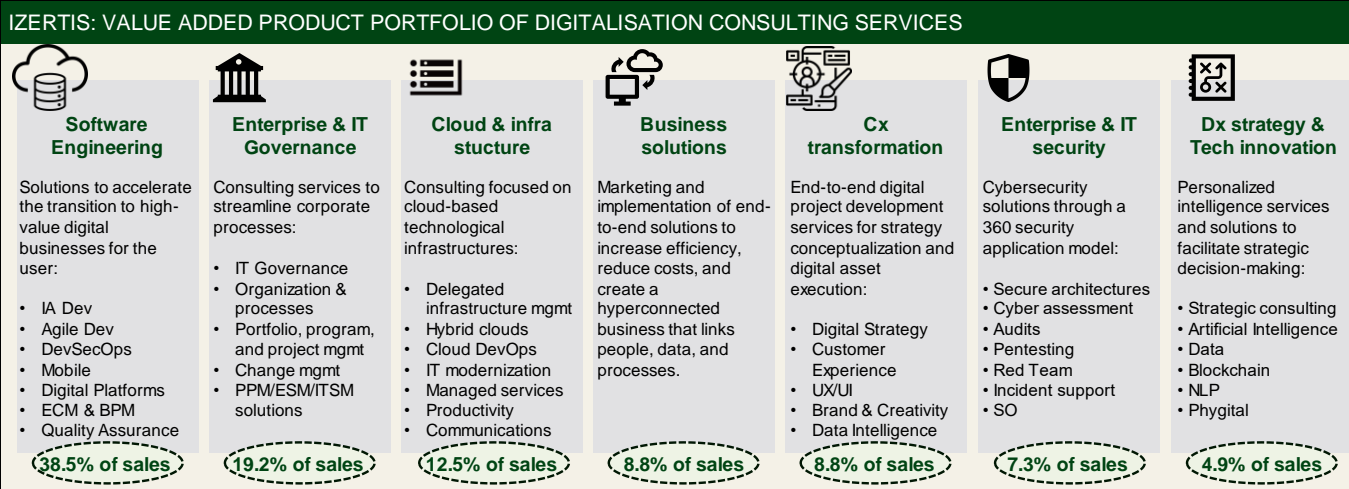 IZERTIS: VALUE ADDED PRODUCT PORTFOLIO OF DIGITALISATION CONSULTING SERVICES
Software
Engineering
Solutions to accelerate
the transition to high-
value digital
businesses for the
user:
• IA Dev
• Agile Dev
• DevSecOps
• Mobile
• Digital Platforms
• ECM & BPM
• Quality Assurance
38.5% of sales
Enterprise & IT
Governance
Consulting services to
streamline corporate
processes:
• IT Governance
• Organization &
processes
• Portfolio, program,
and project mgmt
• Change mgmt
• PPM/ESM/ITSM
solutions
19.2% of sales
Cloud & infra
stucture
Consulting focused on
cloud-based
technological
infrastructures:
• Delegated
infrastructure mgmt
• Hybrid clouds
• Cloud DevOps
• IT modernization
• Managed services
• Productivity
• Communications
12.5% of sales
Business
solutions
Marketing and
implementation of end-
to-end solutions to
increase efficiency,
reduce costs, and
create a
hyperconnected
business that links
people, data, and
processes.
8.8% of sales
Cx
transformation
End-to-end digital
project development
services for strategy
conceptualization and
digital asset
execution:
• Digital Strategy
• Customer
Experience
• UX/UI
• Brand & Creativity
• Data Intelligence
8.8% of sales
Enterprise & IT
security
Cybersecurity
solutions through a
360 security
application model:
• Secure architectures
• Cyber assessment
• Audits
• Pentesting
• Red Team
• Incident support
• SO
7.3% of sales
Dx strategy &
Tech innovation
Personalized
intelligence services
and solutions to
facilitate strategic
decision-making:
• Strategic consulting
• Artificial Intelligence
• Data
• Blockchain
• NLP
• Phygital
4.9% of sales